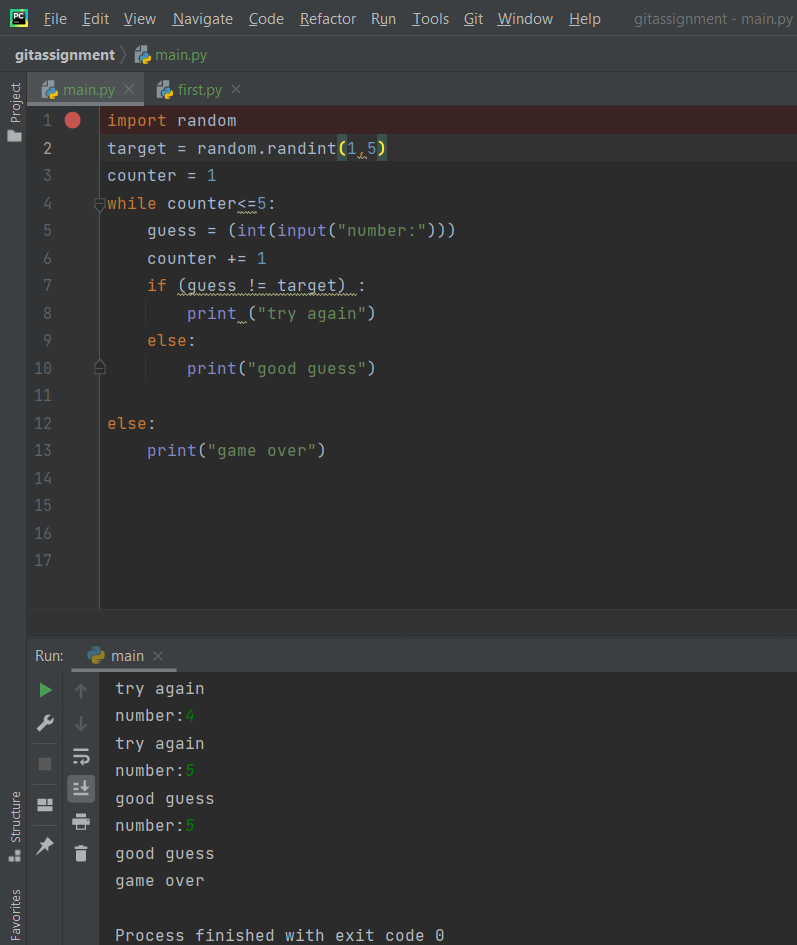 PC File Edit View Navigate Code Refactor Run Tools Git Window Help gitassignment - main.py
gitassignment main.py
main.py first.py
Project
1 import random
2 target = random.randint(1,5)
3 counter = 1
4 while counter<=5:
5 guess = (int(input("number:")))
6 counter += 1
7 if (guess != target) :
8 print ("try again")
9 else:
10 print("good guess")
11
12 else:
13 print("game over")
14
15
16
17
Run: main
try again
number:4
try again
number:5
good guess
number:5
good guess
game over
Process finished with exit code 0
Structure
Favorites